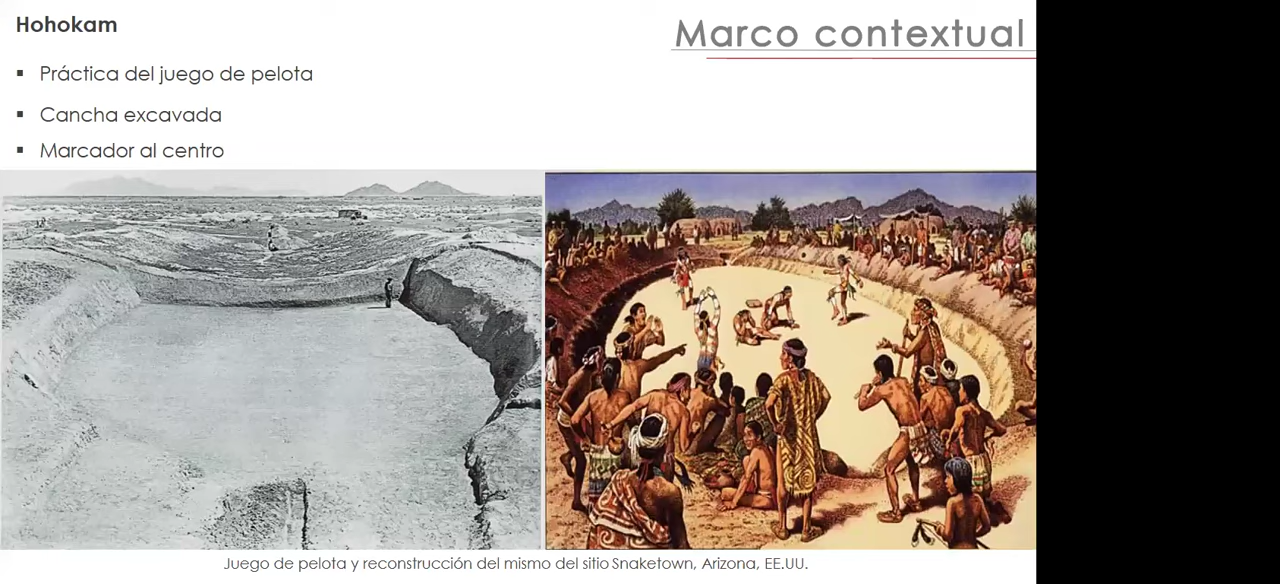 Hohokam
Marco contextual
▪ Práctica del juego de pelota
▪ Cancha excavada
▪ Marcador al centro
Juego de pelota y reconstrucción del mismo del sitio Snaketown, Arizona, EE.UU.